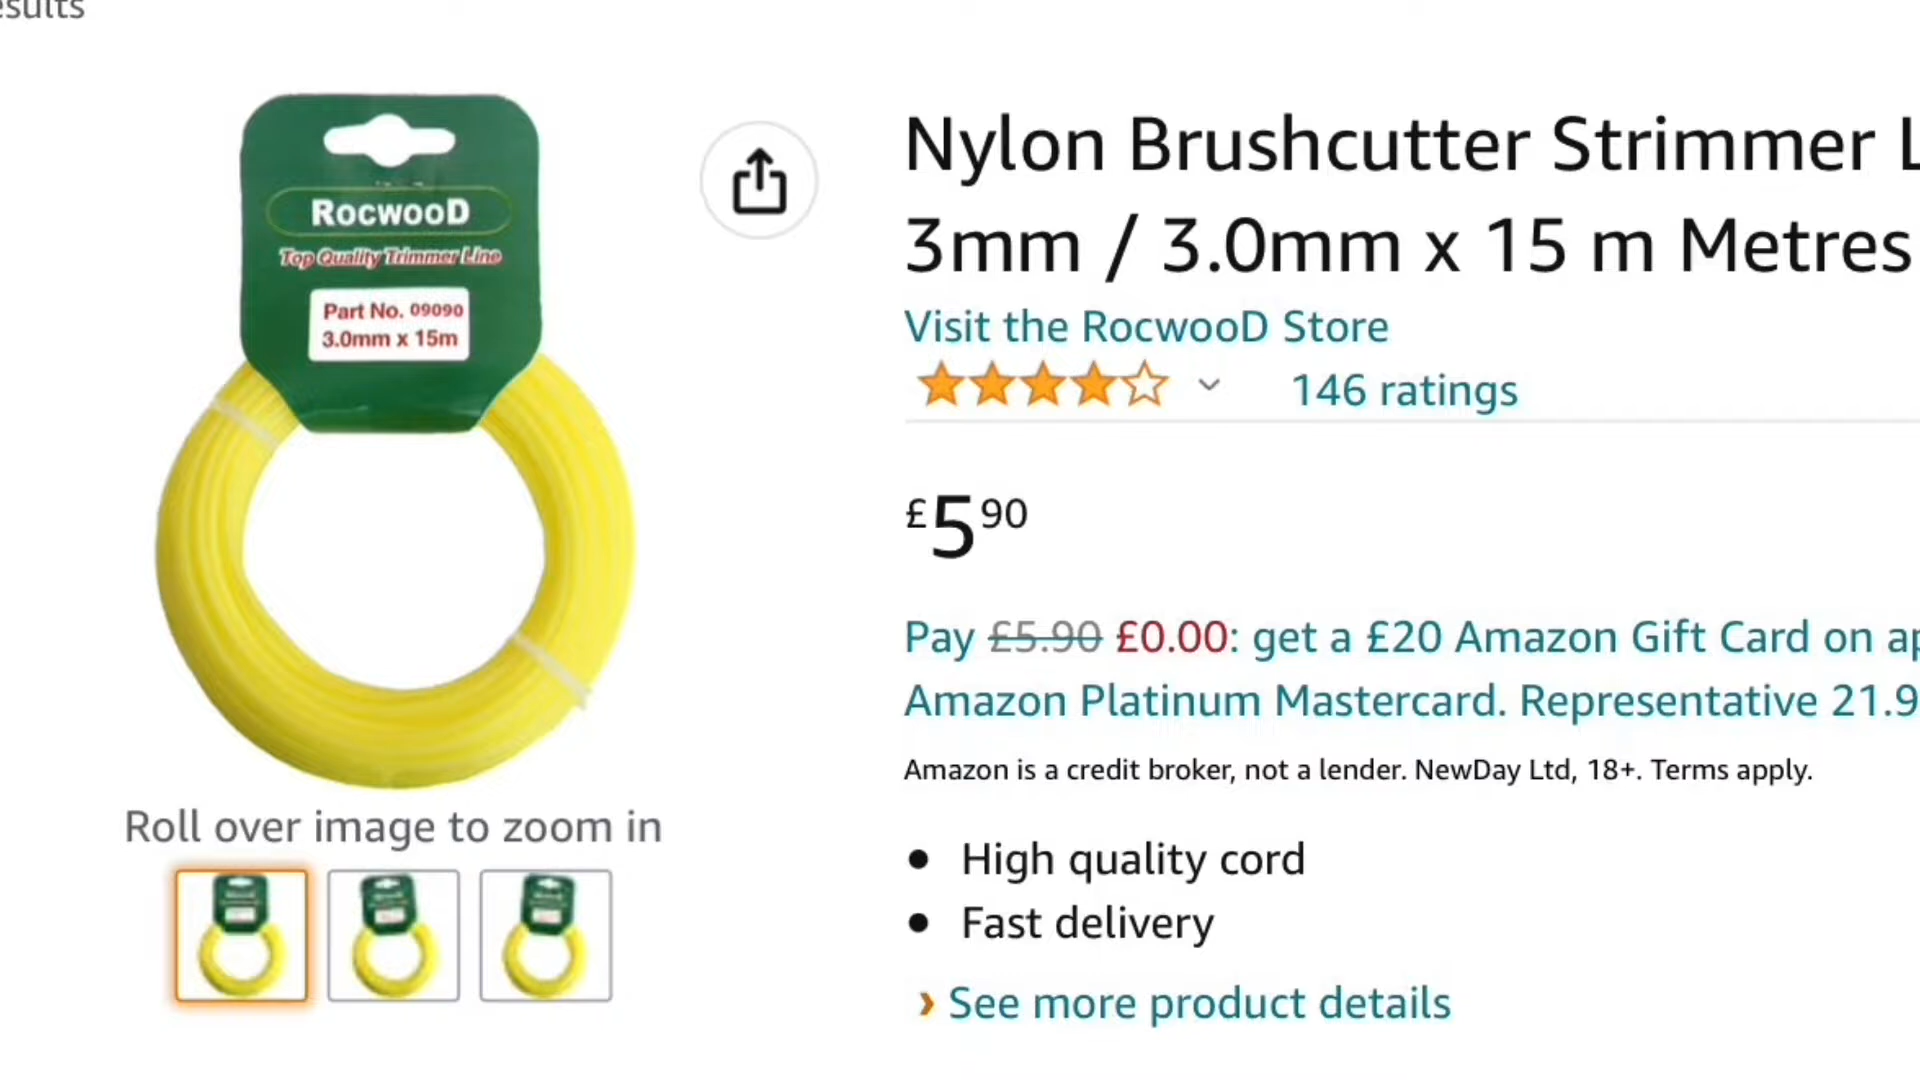 RocwooD
Top Quality Trimmer Line
Part No. 09090
3.0mm x 15m
Roll over image to zoom in
Nylon Brushcutter Strimmer
3mm / 3.0mm x 15 m Metres
Visit the RocwooD Store
146 ratings
£5 90
Pay £5.90 £0.00: get a £20 Amazon Gift Card on
Amazon Platinum Mastercard. Representative 21.9
Amazon is a credit broker, not a lender. NewDay Ltd, 18+. Terms apply.
High quality cord
Fast delivery
› See more product details